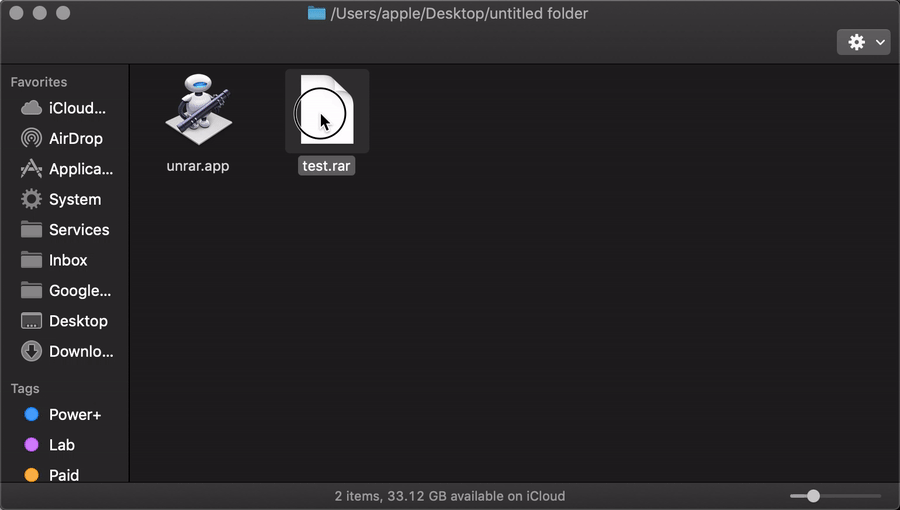 /Users/apple/Desktop/untitled folder
Favorites
iCloud...
AirDrop
Applica...
System
Services
Inbox
Google...
Desktop
Downlo...
Tags
Power+
Lab
Paid
unrar.app
test.rar
2 items, 33.12 GB available on iCloud